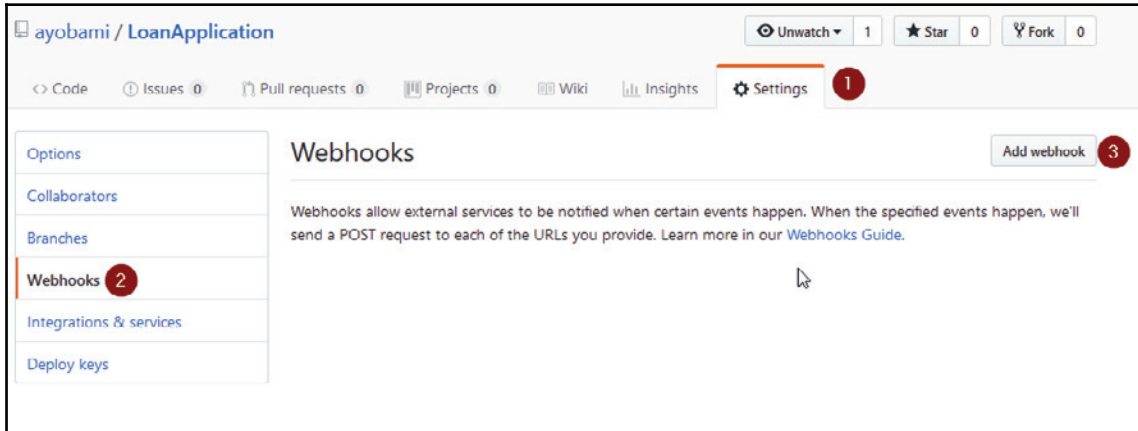 ayobami / LoanApplication
Unwatch 1 Star 0 Fork 0
<> Code Issues 0 Pull requests 0 Projects 0 Wiki Insights Settings 1
Options
Collaborators
Branches
Webhooks 2
Integrations & services
Deploy keys
Webhooks
Add webhook 3
Webhooks allow external services to be notified when certain events happen. When the specified events happen, we'll
send a POST request to each of the URLs you provide. Learn more in our Webhooks Guide.